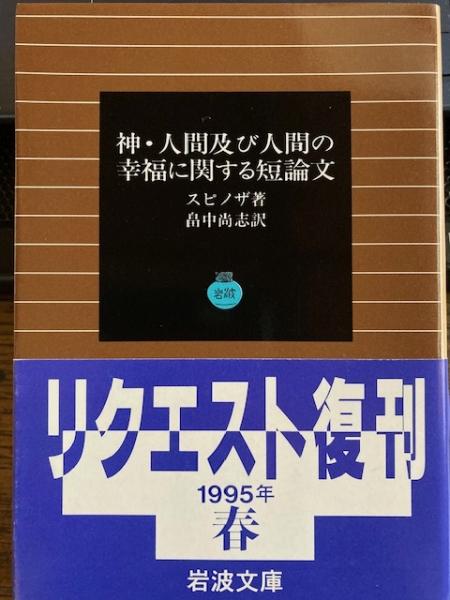 神・人間及び人間の
幸福に関する短論文
スピノザ著
畠中尚志訳
岩波
リクエスト復刊
1995年
春
岩波文庫